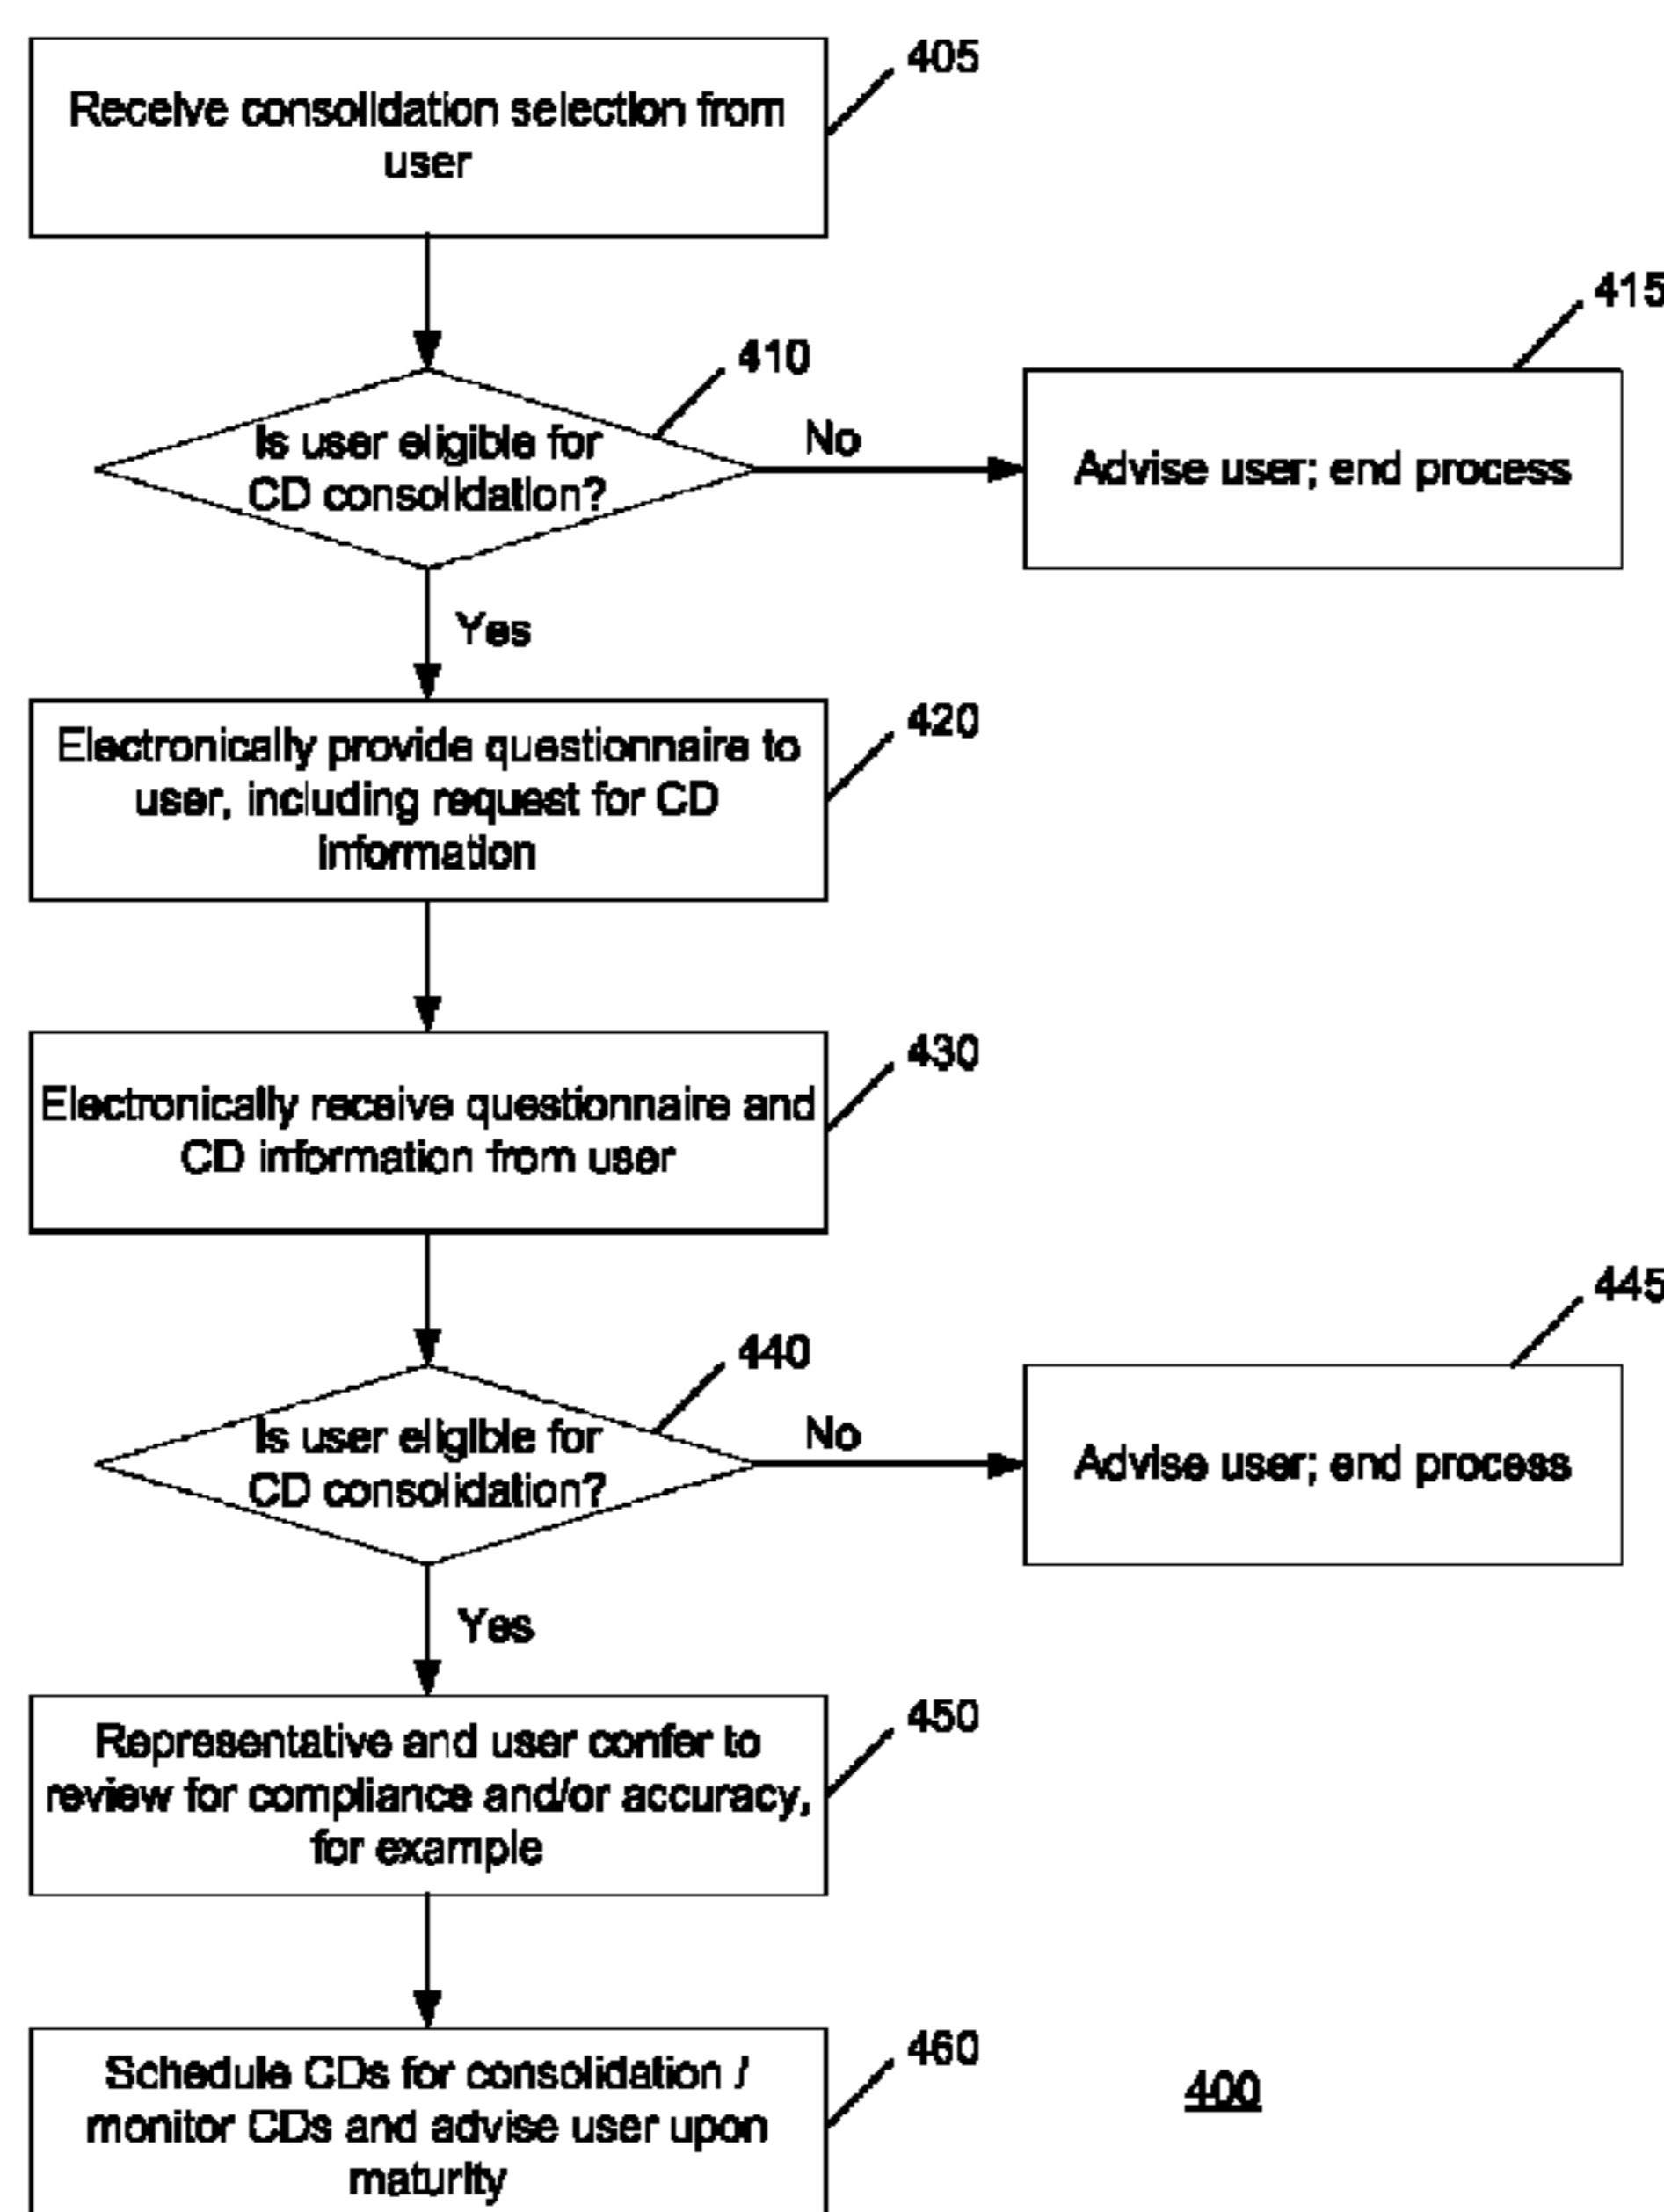 405
Receive consolidation selection from
user
415
410
Is user eligible for
CD consolidation?
No
Advise user; end process
Yes
420
Electronically provide questionnaire to
user, including request for CD
information
430
Electronically receive questionnaire and
CD information from user
445
440
Is user eligible for
CD consolidation?
No
Advise user; end process
Yes
450
Representative and user confer to
review for compliance and/or accuracy,
for example
460
Schedule CDs for consolidation /
monitor CDs and advise user upon
maturity
400